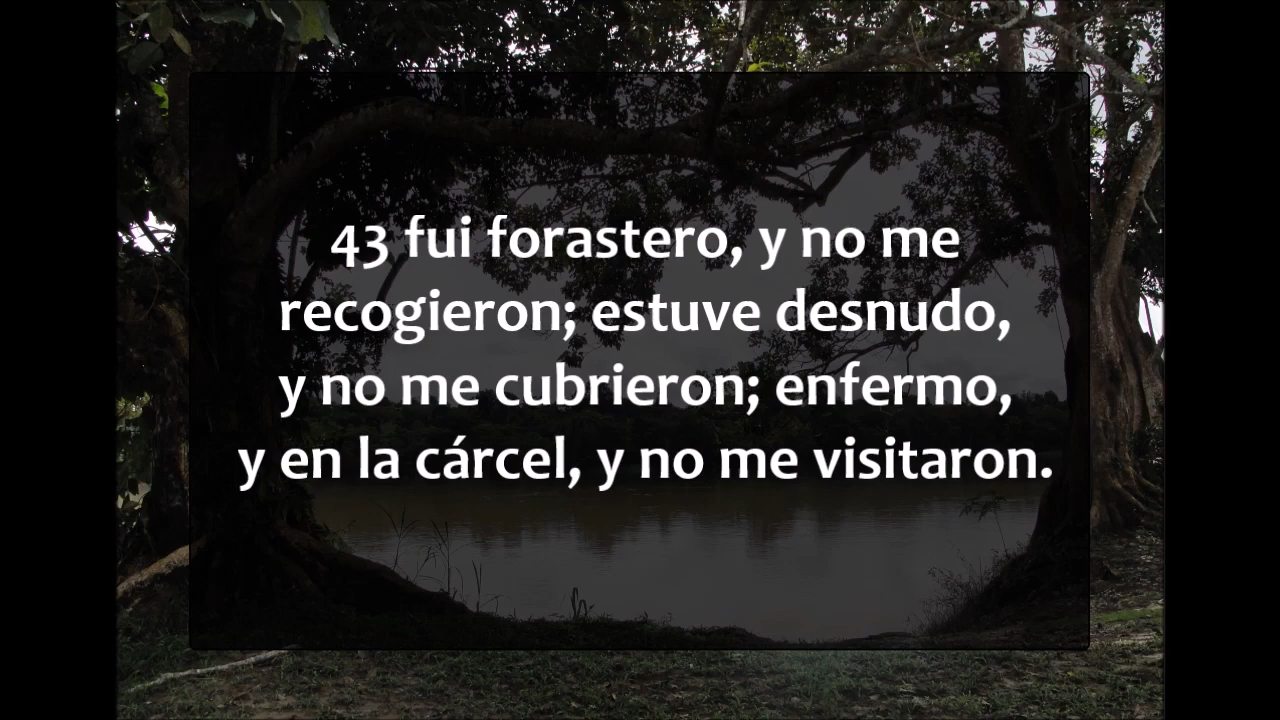 43 fui forastero, y no me
recogieron; estuve desnudo,
y no me cubrieron; enfermo,
y en la cárcel, y no me visitaron.